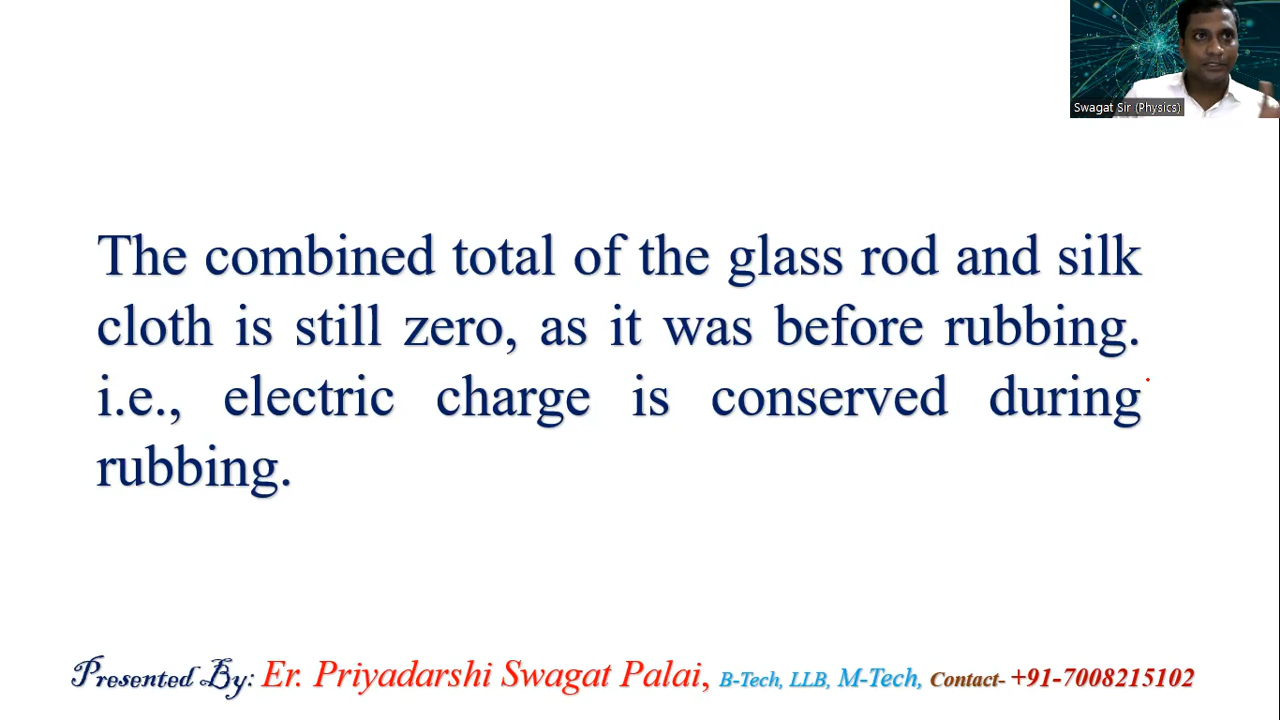 Swagat Sir (Physics)
The combined total of the glass rod and silk
cloth is still zero, as it was before rubbing.
i.e., electric charge is conserved during
rubbing.
Presented By: Er. Priyadarshi Swagat Palai, B-Tech, LLB, M-Tech, Contact- +91-7008215102